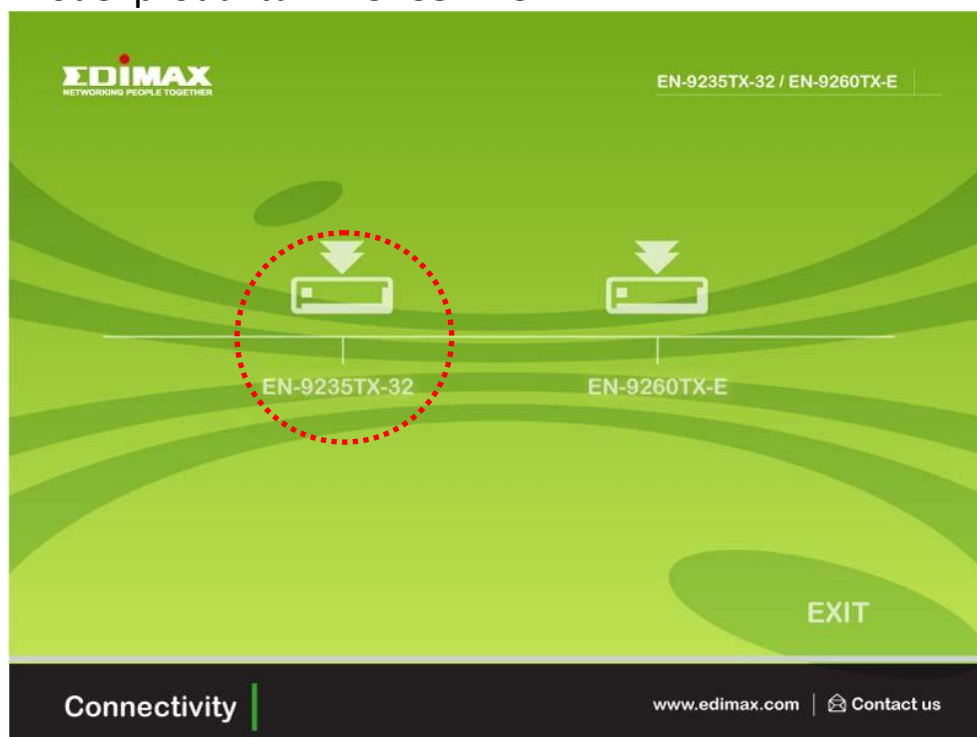 EDIMAX
NETWORKING PEOPLE TOGETHER
EN-9235TX-32 / EN-9260TX-E
EN-9235TX-32
EN-9260TX-E
EXIT
Connectivity
www.edimax.com
Contact us